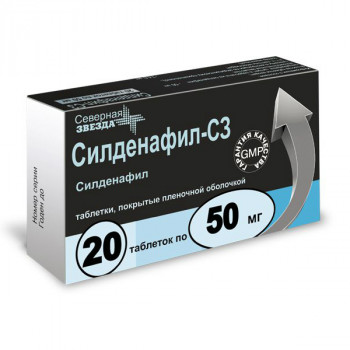 Северная
ЗВЕЗДА
Силденафил-СЗ
Силденафил
таблетки, покрытые пленочной оболочкой
20 таблеток по 50 мг
ГАРАНТИЯ КАЧЕСТВА
GMP
Номер серии
Годен до